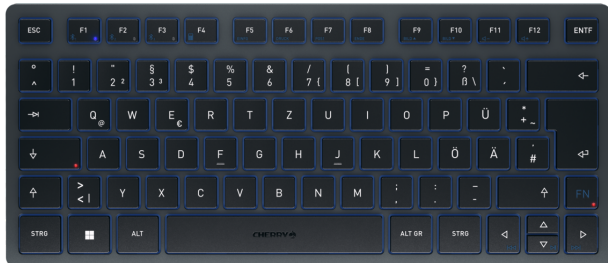 ESC F1 F2 F3 F4 F5 F6 F7 F8 F9 F10 F11 F12 ENTF
° ! " § $ % & / ( ) = ? `
^ 1 2 ² 3 ³ 4 5 6 7 { 8 [ 9 ] 0 } ß \ ´
Q @ W E € R T Z U I O P Ü * + ~
A S D F G H J K L Ö Ä ' #
> < | Y X C V B N M ; , : . _ - FN
STRG ALT CHERRY ALT GR STRG